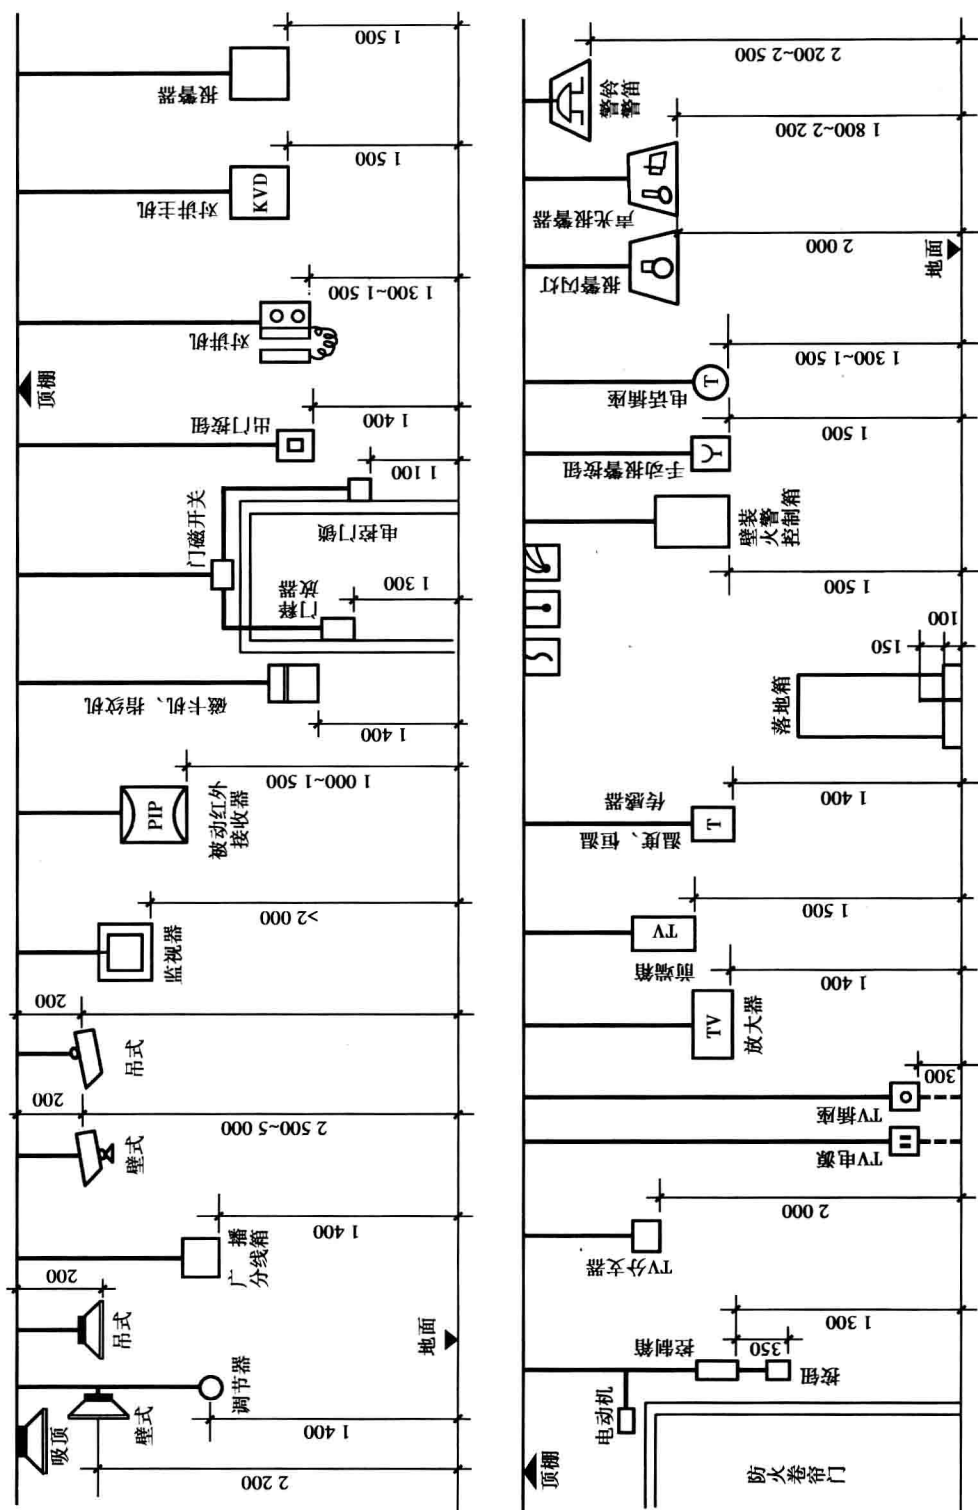 吸顶
壁式
2 200
1 400
调节器
吊式
200
地面
广 播
分线箱
1 400
壁式
200
2 500~5 000
吊式
200
监视器
>2 000
PIP
被动红外
接收器
1 000~1 500
磁卡机、指纹机
1 400
门释
放器
1 300
门磁开关
电控门锁
1 100
出门按钮
1 400
顶棚
对讲机
1 300~1 500
对讲主机
KVD
1 500
报警器
1 500
顶棚
防火卷帘门
电动机
控制箱
按钮
350
1 300
TV分支器
2 000
TV电源
TV插座
300
TV
放大器
1 400
前端箱
TV
1 500
温度、恒温
传感器
T
1 400
落地箱
150
100
1 500
壁装
火警
控制箱
手动报警按钮
1 500
电话插座
T
1 300~1 500
报警闪灯
2 000
地面
声光报警器
1 800~2 200
警铃
警笛
2 200~2 500